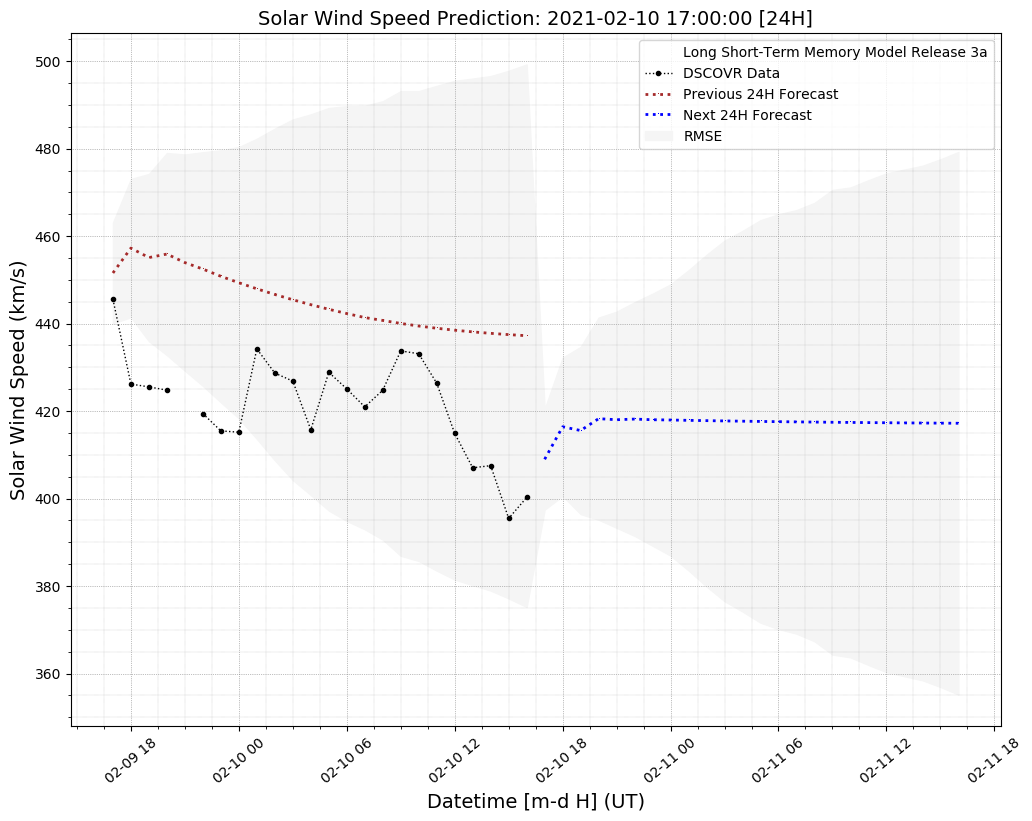 Solar Wind Speed Prediction: 2021-02-10 17:00:00 [24H]
Long Short-Term Memory Model Release 3a
DSCOVR Data
Previous 24H Forecast
Next 24H Forecast
RMSE
Solar Wind Speed (km/s)
500
480
460
440
420
400
380
360
02-09 18
02-10 00
02-10 06
02-10 12
02-10 18
02-11 00
02-11 06
02-11 12
02-11 18
Datetime [m-d H] (UT)